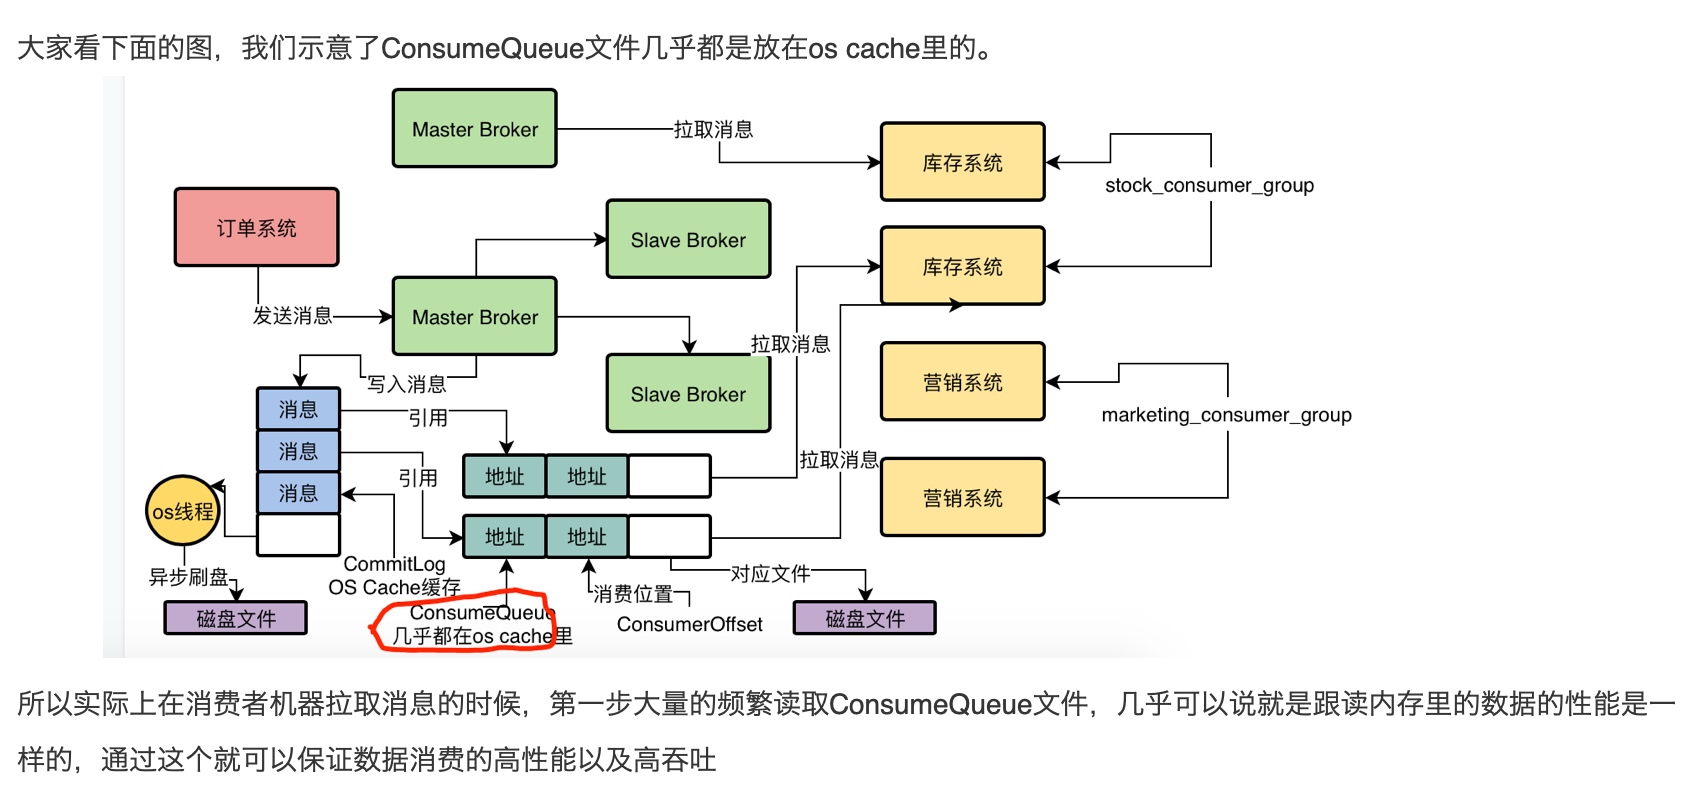 大家看下面的图，我们示意了ConsumeQueue文件几乎都是放在os cache里的。
Master Broker
拉取消息
库存系统
stock_consumer_group
订单系统
Slave Broker
库存系统
发送消息
Master Broker
拉取消息
写入消息
Slave Broker
营销系统
消息
引用
marketing_consumer_group
消息
引用
地址
地址
拉取消息
消息
营销系统
os线程
地址
地址
CommitLog
OS Cache缓存
异步刷盘
对应文件
消费位置
磁盘文件
ConsumeQueue
几乎都在os cache里
ConsumerOffset
磁盘文件
所以实际上在消费者机器拉取消息的时候，第一步大量的频繁读取ConsumeQueue文件，几乎可以说就是跟读内存里的数据的性能是一
样的，通过这个就可以保证数据消费的高性能以及高吞吐